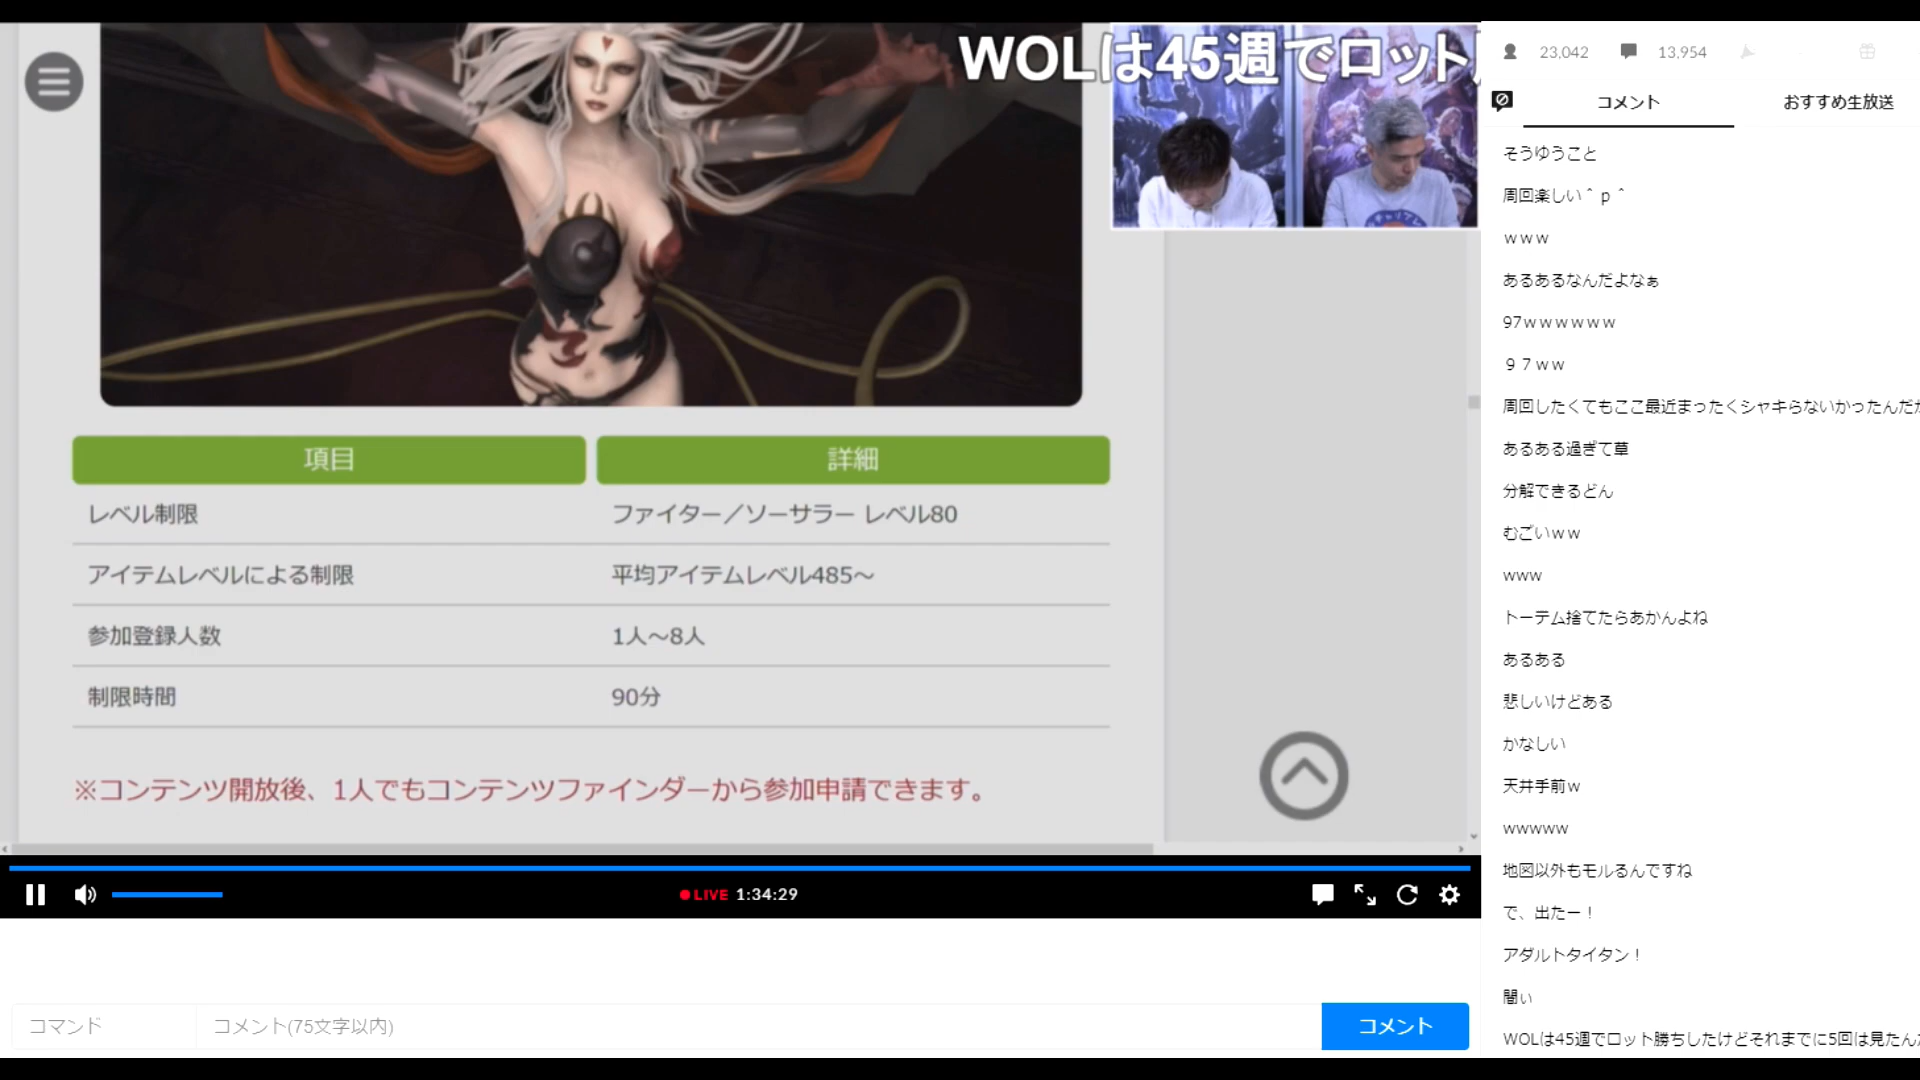 WOLは45週でロット
項目 詳細
レベル制限 ファイター／ソーサラー レベル80
アイテムレベルによる制限 平均アイテムレベル485～
参加登録人数 1人～8人
制限時間 90分
※コンテンツ開放後、1人でもコンテンツファインダーから参加申請できます。
LIVE 1:34:29
コマンド コメント(75文字以内) コメント
23,042 13,954
コメント おすすめ生放送
そうゆうこと
周回楽しい＾ｐ＾
ｗｗｗ
あるあるなんだよなぁ
97ｗｗｗｗｗｗ
９７ｗｗ
周回したくてもここ最近まったくシャキらないかったんだが
あるある過ぎて草
分解できるどん
むごいｗｗ
www
トーテム捨てたらあかんよね
あるある
悲しいけどある
かなしい
天井手前ｗ
wwwww
地図以外もモルるんですね
で、出たー！
アダルトタイタン！
闇ぃ
WOLは45週でロット勝ちしたけどそれまでに5回は見たん